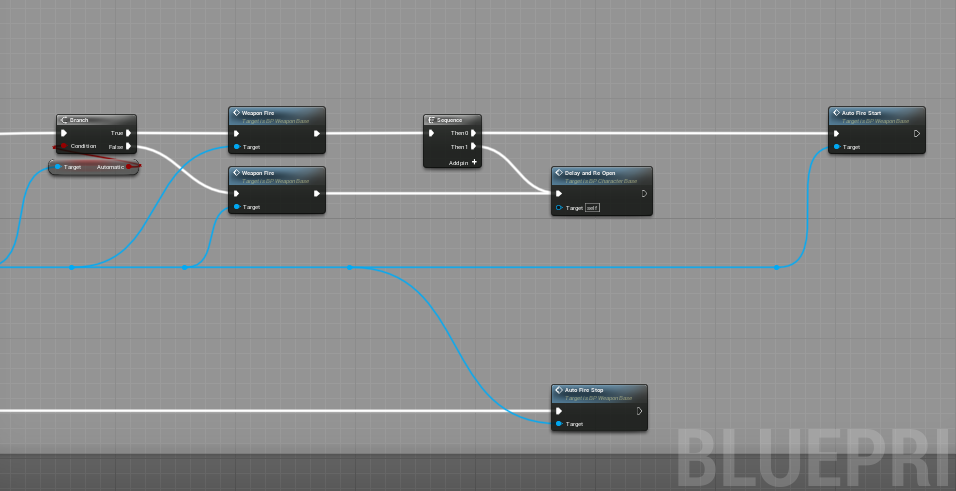 Branch
True
Condition
False
Target
Automatic
Weapon Fire
Target is BP Weapon Base
Target
Weapon Fire
Target is BP Weapon Base
Target
Sequence
Then 0
Then 1
Add pin +
Delay and Re Open
Target is BP Character Base
Target self
Auto Fire Start
Target is BP Weapon Base
Target
Auto Fire Stop
Target is BP Weapon Base
Target
BLUEPRI